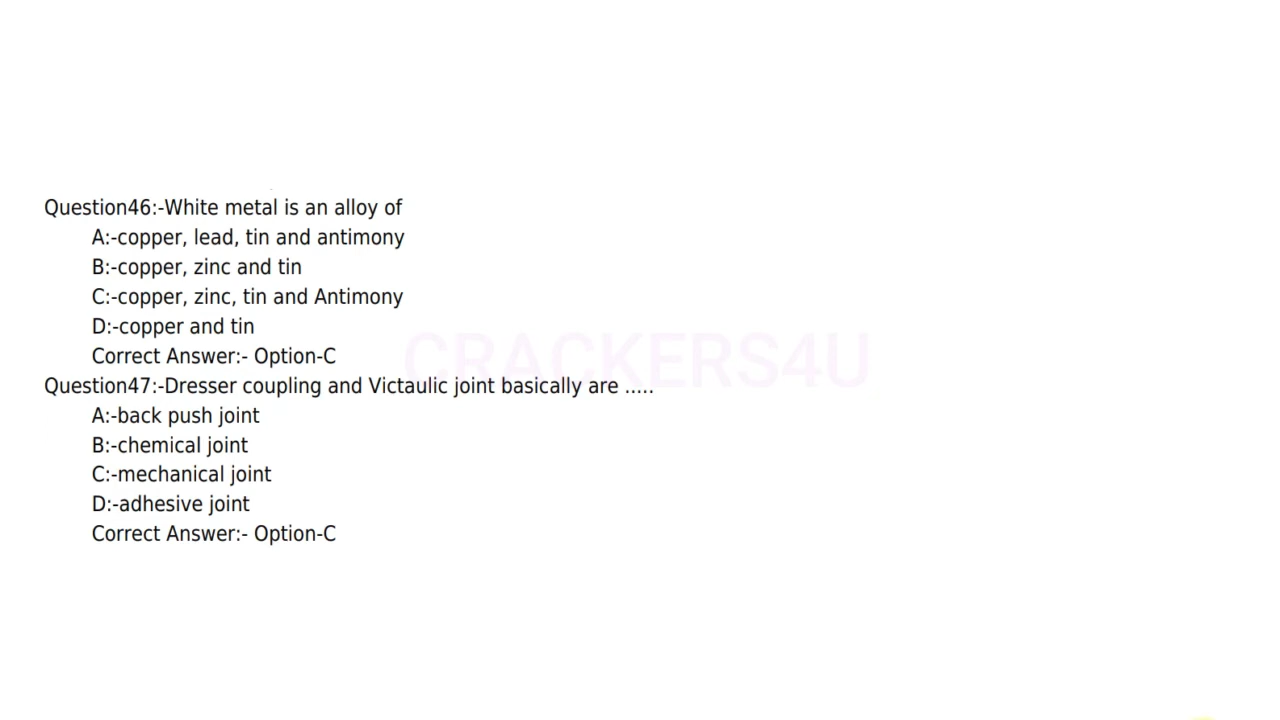 Question46:-White metal is an alloy of
A:-copper, lead, tin and antimony
B:-copper, zinc and tin
C:-copper, zinc, tin and Antimony
D:-copper and tin
Correct Answer:- Option-C
CRACKERS4U
Question47:-Dresser coupling and Victaulic joint basically are .....
A:-back push joint
B:-chemical joint
C:-mechanical joint
D:-adhesive joint
Correct Answer:- Option-C